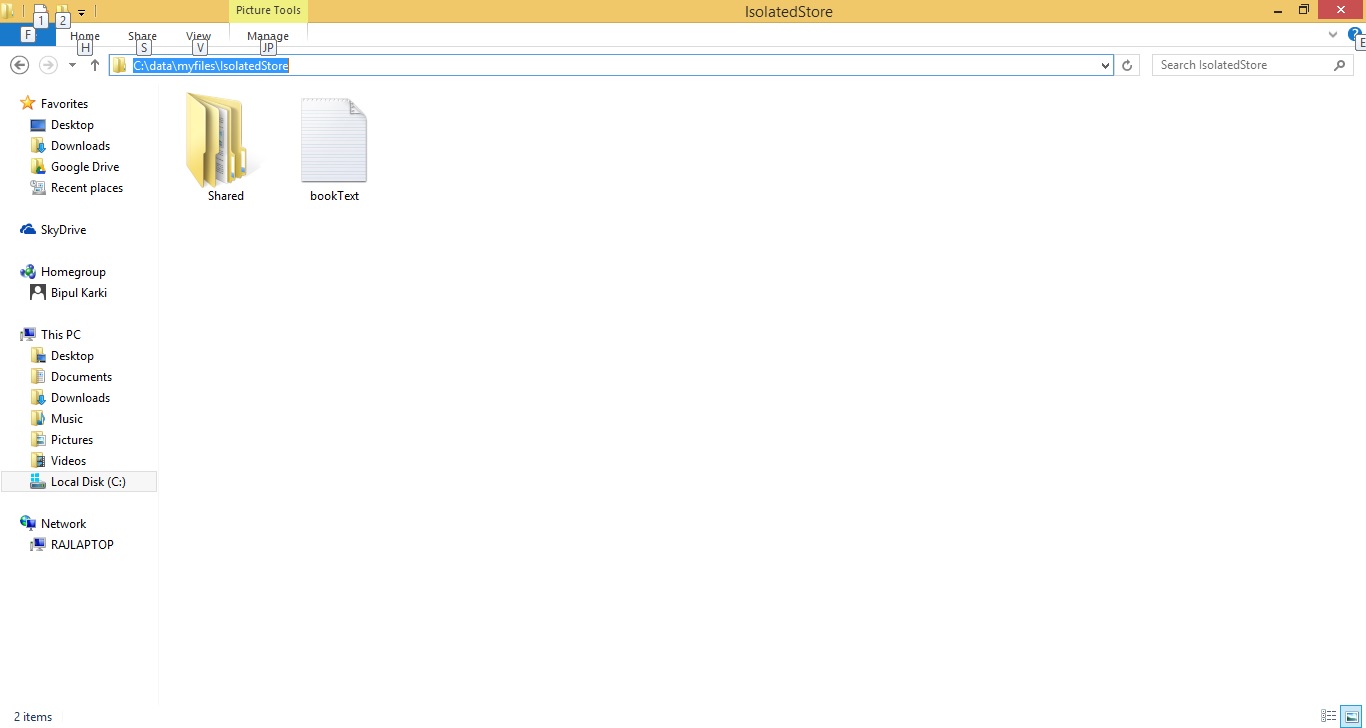 Picture Tools
IsolatedStore
1
2
F
Home
Share
View
Manage
H
S
V
JP
E
C:\data\myfiles\IsolatedStore
Search IsolatedStore
Favorites
Desktop
Downloads
Google Drive
Recent places
SkyDrive
Homegroup
Bipul Karki
This PC
Desktop
Documents
Downloads
Music
Pictures
Videos
Local Disk (C:)
Network
RAJLAPTOP
Shared
bookText
2 items